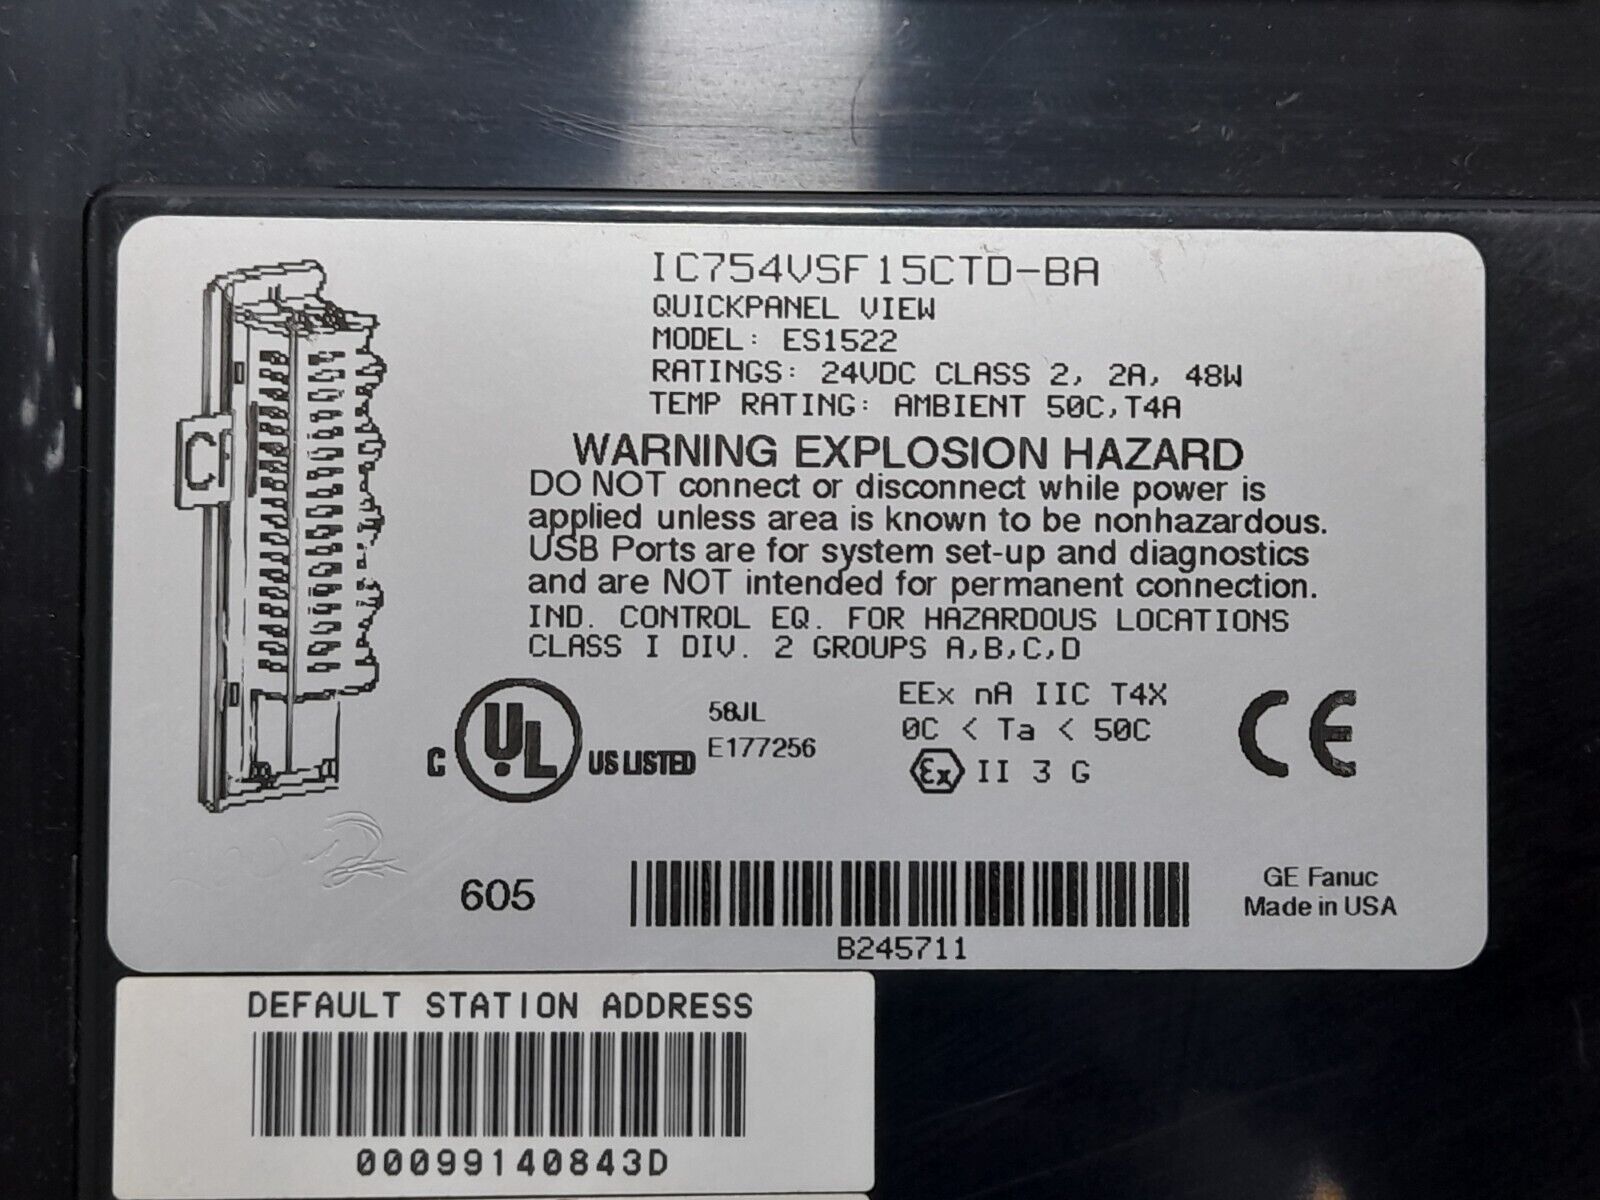 IC754VSF15CTD-BA
QUICKPANEL VIEW
MODEL: ES1522
RATINGS: 24VDC CLASS 2, 2A, 48W
TEMP RATING: AMBIENT 50C,T4A
WARNING EXPLOSION HAZARD
DO NOT connect or disconnect while power is
applied unless area is known to be nonhazardous.
USB Ports are for system set-up and diagnostics
and are NOT intended for permanent connection.
IND. CONTROL EQ. FOR HAZARDOUS LOCATIONS
CLASS I DIV. 2 GROUPS A,B,C,D
C UL US LISTED
58JL
E177256
EEx nA IIC T4X
0C < Ta < 50C
Ex II 3 G
CE
605
B245711
GE Fanuc
Made in USA
DEFAULT STATION ADDRESS
00099140843D